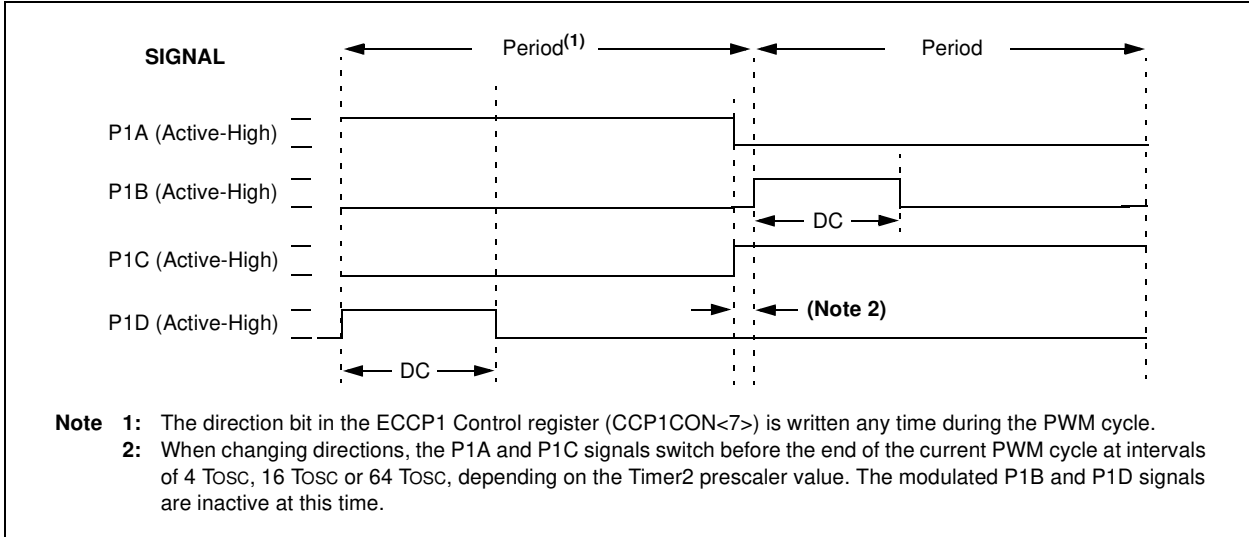 SIGNAL
Period(1)
Period
P1A (Active-High)
P1B (Active-High)
DC
P1C (Active-High)
P1D (Active-High)
(Note 2)
DC
Note 1: The direction bit in the ECCP1 Control register (CCP1CON<7>) is written any time during the PWM cycle.
2: When changing directions, the P1A and P1C signals switch before the end of the current PWM cycle at intervals
of 4 TOSC, 16 TOSC or 64 TOSC, depending on the Timer2 prescaler value. The modulated P1B and P1D signals
are inactive at this time.